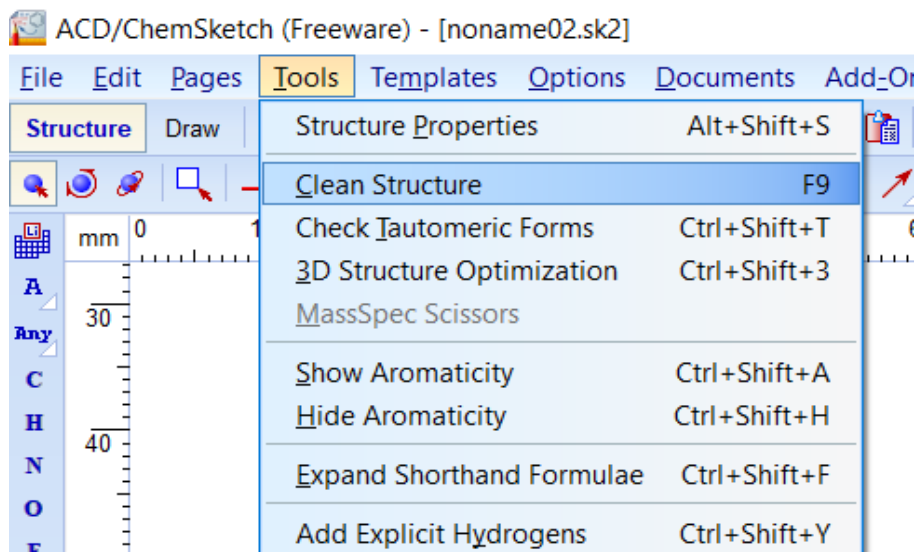 ACD/ChemSketch (Freeware) - [noname02.sk2]
File Edit Pages Tools Templates Options Documents
Structure Draw
Structure Properties Alt+Shift+S
Clean Structure F9
mm 0
Check Tautomeric Forms Ctrl+Shift+T
3D Structure Optimization Ctrl+Shift+3
MassSpec Scissors
Show Aromaticity Ctrl+Shift+A
Hide Aromaticity Ctrl+Shift+H
Expand Shorthand Formulae Ctrl+Shift+F
Add Explicit Hydrogens Ctrl+Shift+Y
Li
A
Any
C
H
N
O
30
40